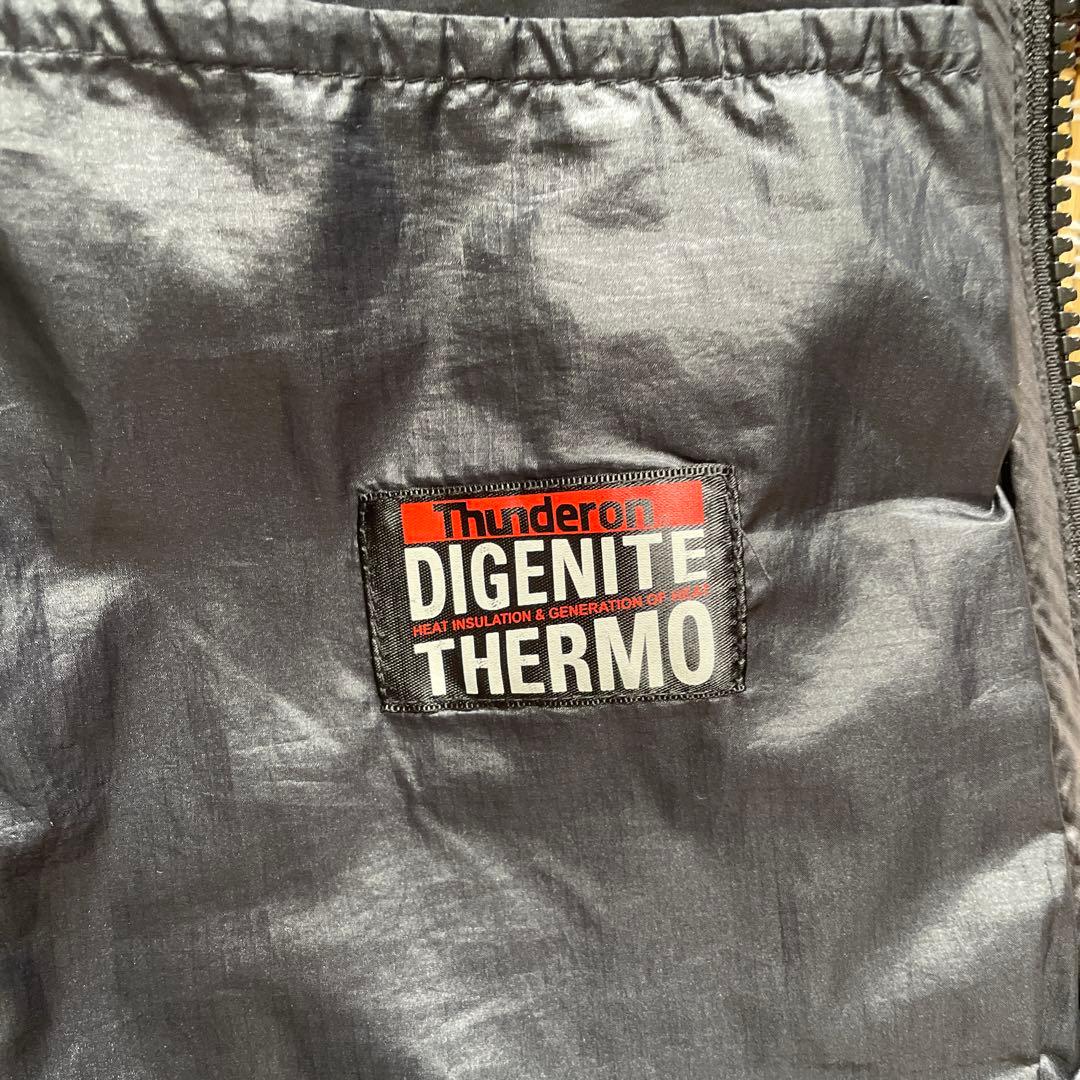 Thunderon
DIGENITE
HEAT INSULATION & GENERATION OF HEAT
THERMO